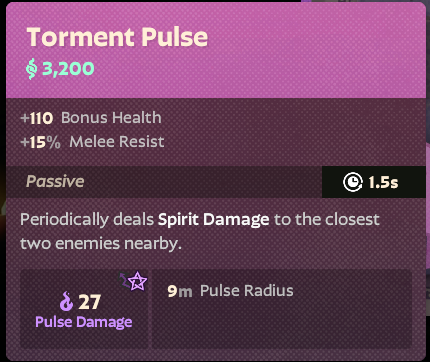 Torment Pulse
3,200
+110 Bonus Health
+15% Melee Resist
Passive 1.5s
Periodically deals Spirit Damage to the closest
two enemies nearby.
27 9m Pulse Radius
Pulse Damage